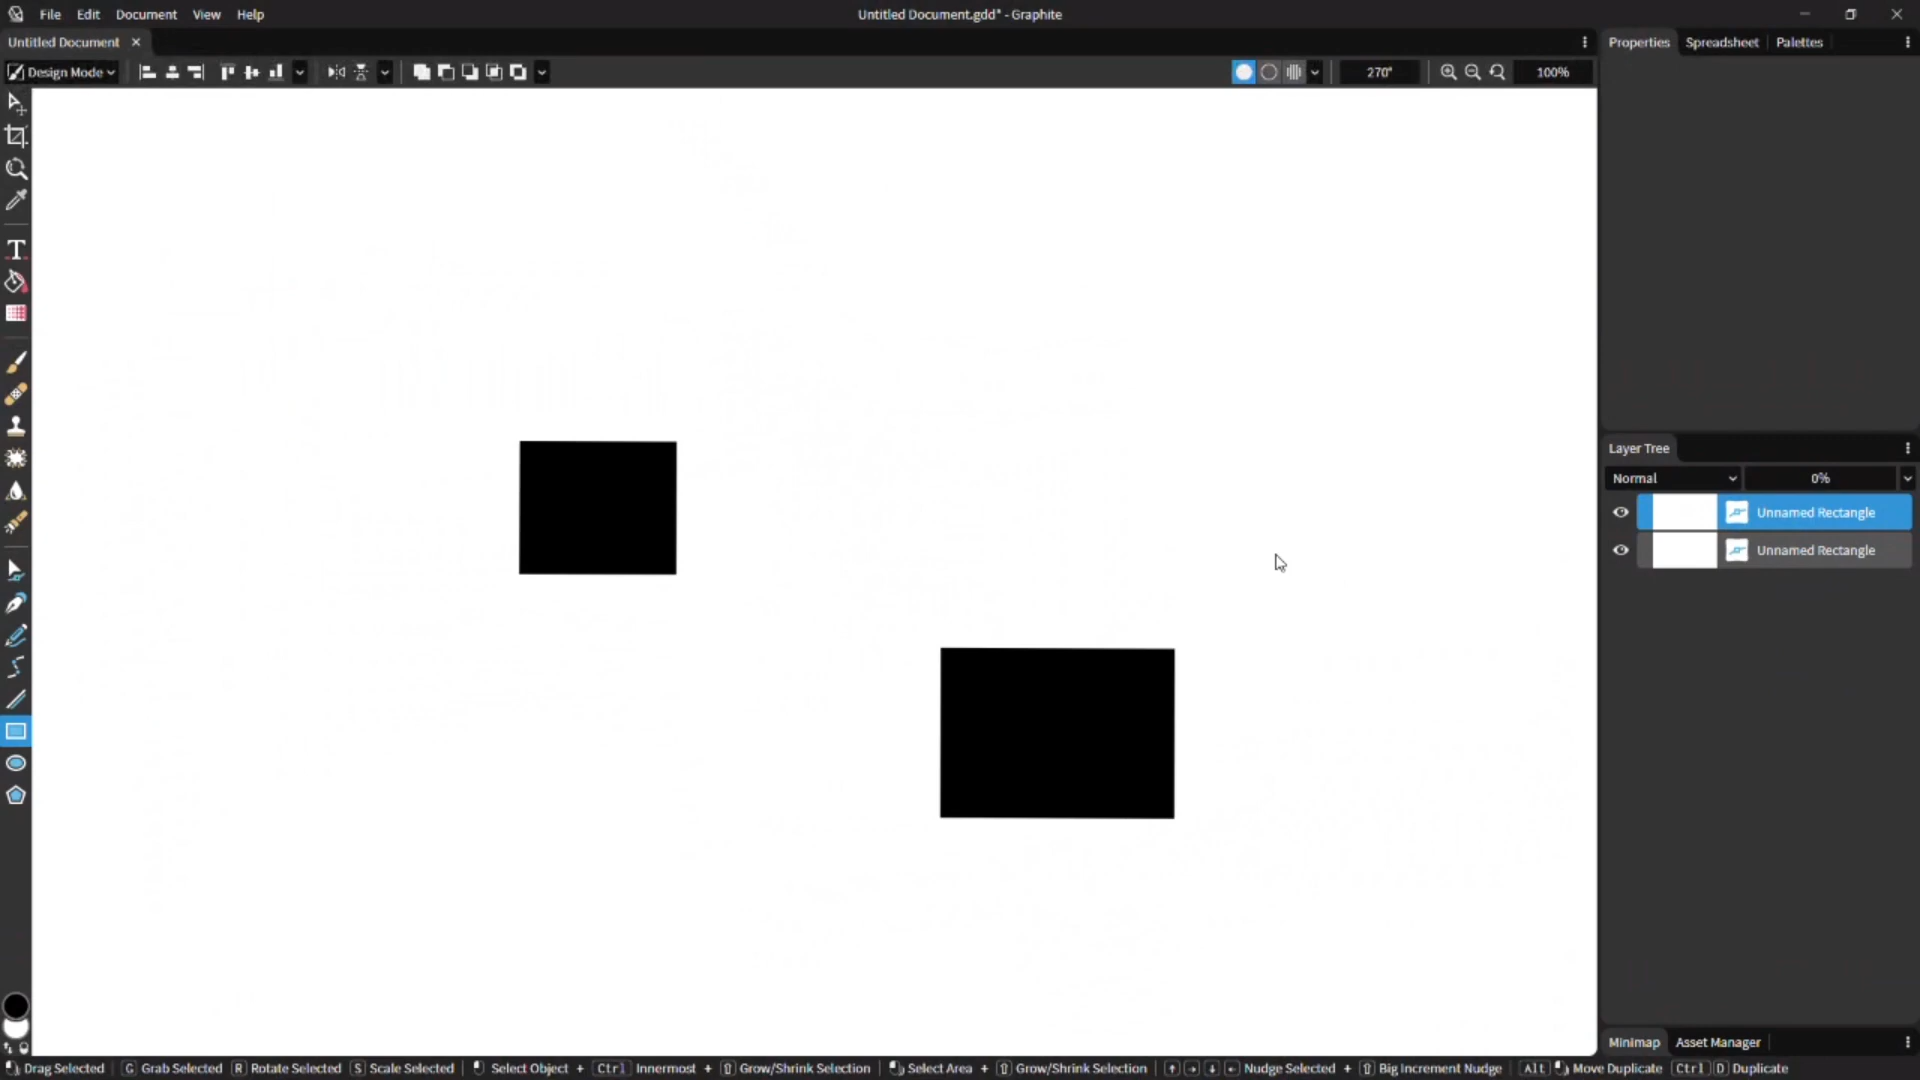 File Edit Document View Help
Untitled Document.gdd* - Graphite
Untitled Document
Properties Spreadsheet Palettes
Design Mode
270°
100%
T
Layer Tree
Normal
0%
Unnamed Rectangle
Unnamed Rectangle
Minimap Asset Manager
Drag Selected G Grab Selected R Rotate Selected S Scale Selected Select Object + Ctrl Innermost + ⇧ Grow/Shrink Selection Select Area + ⇧ Grow/Shrink Selection ↑ → ↓ ← Nudge Selected + ⇧ Big Increment Nudge Alt Move Duplicate Ctrl D Duplicate